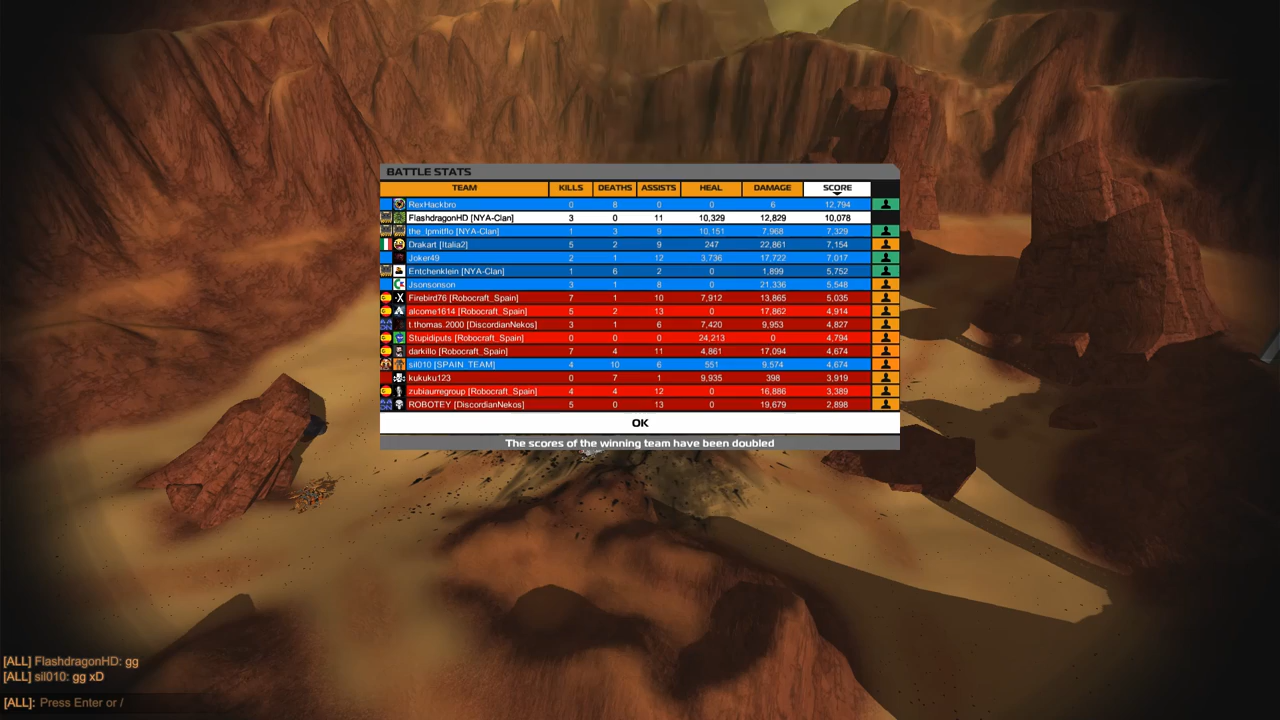 BATTLE STATS
TEAM KILLS DEATHS ASSISTS HEAL DAMAGE SCORE
RexHackbro 0 8 0 0 6 12,794
FlashdragonHD [NYA-Clan] 3 0 11 10,329 12,829 10,078
the_lpmitflo [NYA-Clan] 1 3 9 10,151 7,968 7,329
Drakart [Italia2] 5 2 9 247 22,861 7,154
Joker49 2 1 12 3,736 17,722 7,017
Entchenklein [NYA-Clan] 1 6 2 0 1,899 5,752
Jsonsonson 3 1 8 0 21,336 5,548
Firebird76 [Robocraft_Spain] 7 1 10 7,912 13,865 5,035
alcome1614 [Robocraft_Spain] 5 2 13 0 17,862 4,914
t.thomas.2000 [DiscordianNekos] 3 1 6 7,420 9,953 4,827
Stupidiputs [Robocraft_Spain] 0 0 0 24,213 0 4,794
darkillo [Robocraft_Spain] 7 4 11 4,861 17,094 4,674
sil010 [SPAIN_TEAM] 4 10 6 551 9,574 4,674
kukuku123 0 7 1 9,935 398 3,919
zubiaurregroup [Robocraft_Spain] 4 4 12 0 16,886 3,389
ROBOTEY [DiscordianNekos] 5 0 13 0 19,679 2,898
OK
The scores of the winning team have been doubled
[ALL] FlashdragonHD: gg
[ALL] sil010: gg xD
[ALL]: Press Enter or /